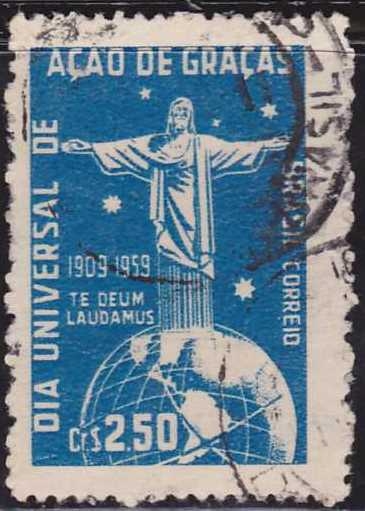 DIA UNIVERSAL DE
AÇÃO DE GRAÇAS
BRASIL CORREIO
1909-1959
TE DEUM
LAUDAMUS
Cr$2.50